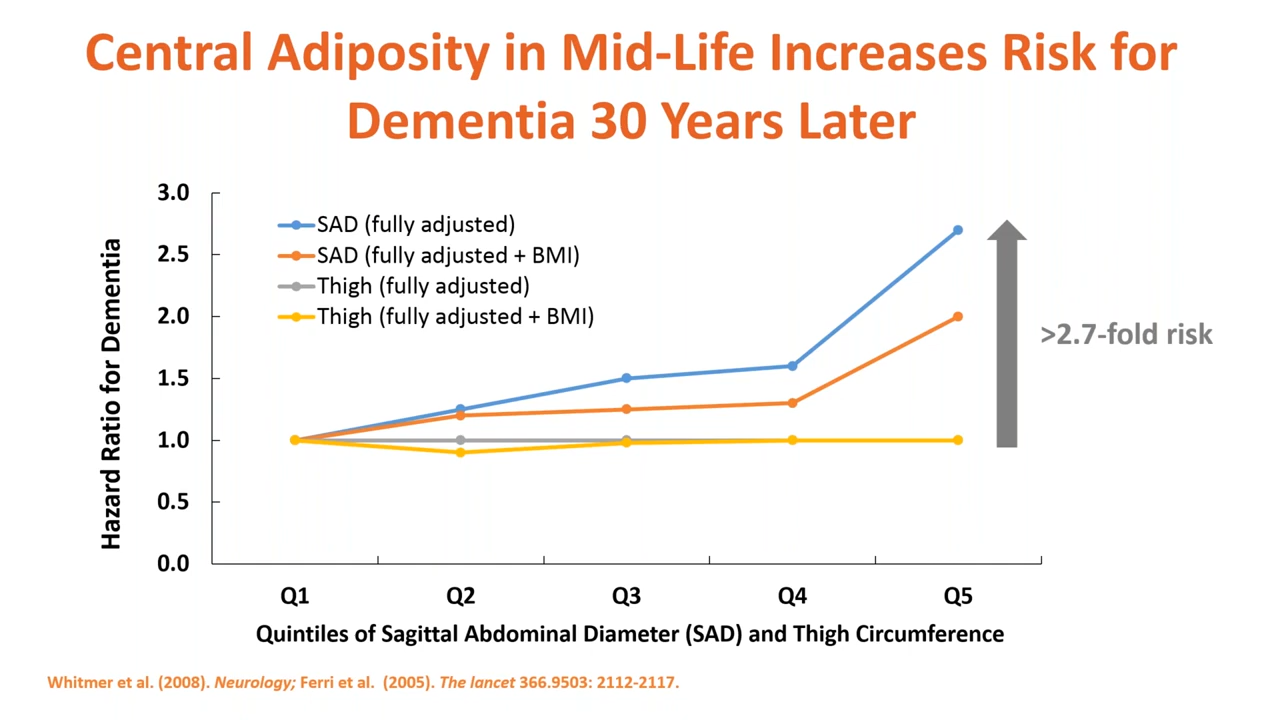 Central Adiposity in Mid-Life Increases Risk for
Dementia 30 Years Later
3.0
2.5
2.0
1.5
1.0
0.5
0.0
Hazard Ratio for Dementia
SAD (fully adjusted)
SAD (fully adjusted + BMI)
Thigh (fully adjusted)
Thigh (fully adjusted + BMI)
>2.7-fold risk
Q1 Q2 Q3 Q4 Q5
Quintiles of Sagittal Abdominal Diameter (SAD) and Thigh Circumference
Whitmer et al. (2008). Neurology; Ferri et al. (2005). The lancet 366.9503: 2112-2117.